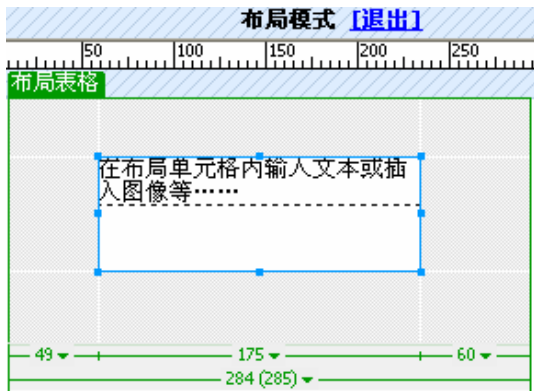 布局模式 [退出]
50 100 150 200 250
布局表格
在布局单元格内输人文本或插
入图像等……
49 175 60
284 (285)